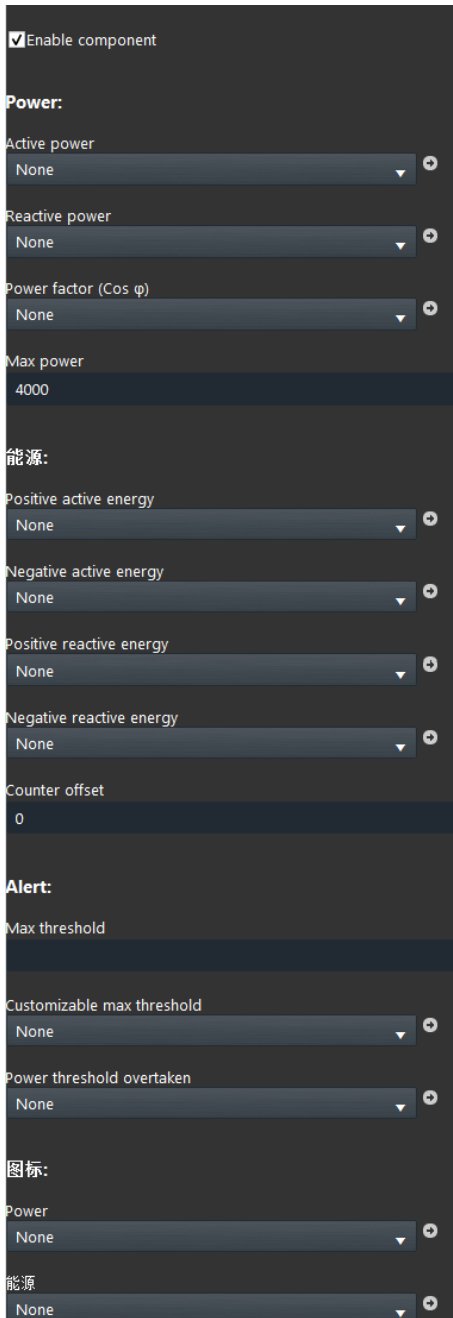 Enable component
Power:
Active power
None
Reactive power
None
Power factor (Cos φ)
None
Max power
4000
能源:
Positive active energy
None
Negative active energy
None
Positive reactive energy
None
Negative reactive energy
None
Counter offset
0
Alert:
Max threshold
Customizable max threshold
None
Power threshold overtaken
None
图标:
Power
None
能源
None